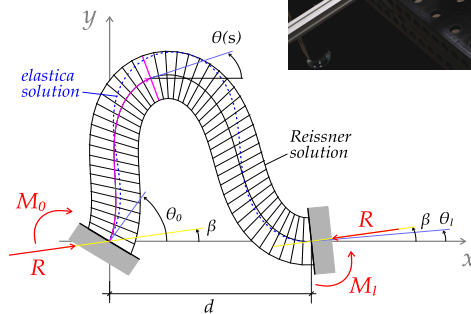 y
θ(s)
elastica
solution
Reissner
solution
M₀
θ₀
β
R
R
β
θₗ
x
Mₗ
d